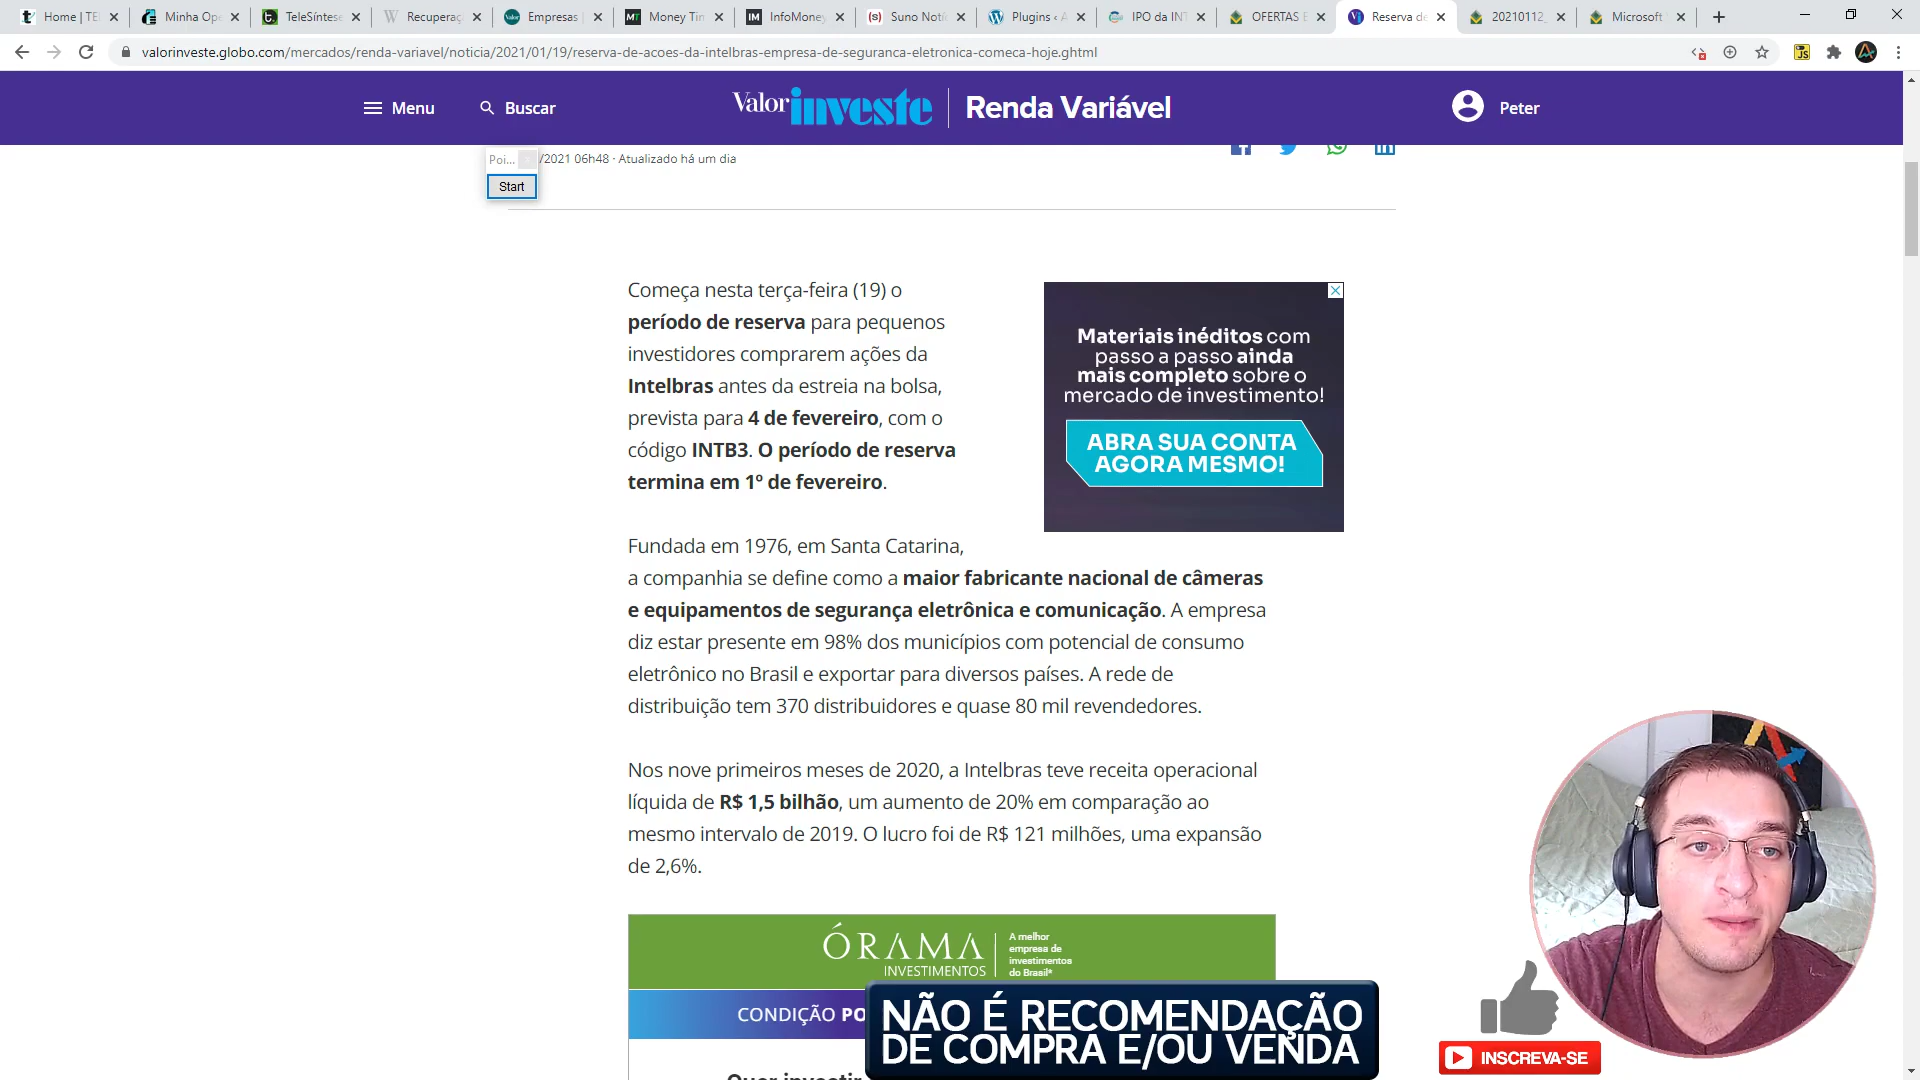 Home | TE
Minha Ope
TeleSíntese
Recuperaç
Empresas
Money Tim
InfoMoney
Suno Notí
Plugins ‹ A
IPO da INT
OFERTAS E
Reserva de
20210112_
Microsoft
valorinveste.globo.com/mercados/renda-variavel/noticia/2021/01/19/reserva-de-acoes-da-intelbras-empresa-de-seguranca-eletronica-comeca-hoje.ghtml
Menu
Buscar
Valor investe
Renda Variável
Peter
Poi...
/2021 06h48 · Atualizado há um dia
Start
Começa nesta terça-feira (19) o
período de reserva para pequenos
investidores comprarem ações da
Intelbras antes da estreia na bolsa,
prevista para 4 de fevereiro, com o
código INTB3. O período de reserva
termina em 1º de fevereiro.
Materiais inéditos com
passo a passo ainda
mais completo sobre o
mercado de investimento!
ABRA SUA CONTA
AGORA MESMO!
Fundada em 1976, em Santa Catarina,
a companhia se define como a maior fabricante nacional de câmeras
e equipamentos de segurança eletrônica e comunicação. A empresa
diz estar presente em 98% dos municípios com potencial de consumo
eletrônico no Brasil e exportar para diversos países. A rede de
distribuição tem 370 distribuidores e quase 80 mil revendedores.
Nos nove primeiros meses de 2020, a Intelbras teve receita operacional
líquida de R$ 1,5 bilhão, um aumento de 20% em comparação ao
mesmo intervalo de 2019. O lucro foi de R$ 121 milhões, uma expansão
de 2,6%.
ÓRAMA
INVESTIMENTOS
A melhor
empresa de
investimentos
do Brasil*
CONDIÇÃO PO
Quer investir
NÃO É RECOMENDAÇÃO
DE COMPRA E/OU VENDA
INSCREVA-SE